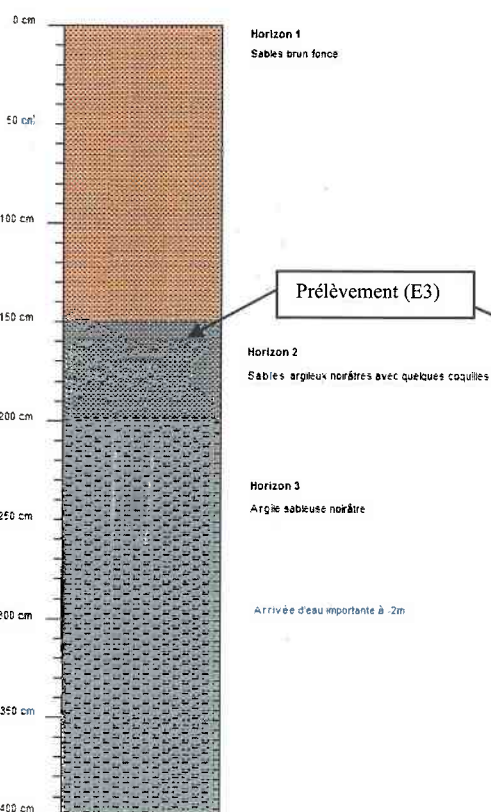 0 cm
Horizon 1
Sables brun fonce
50 cm
100 cm
Prélèvement (E3)
150 cm
Horizon 2
Sables argileux noirâtres avec quelques coquilles
200 cm
Horizon 3
Argile sableuse noirâtre
250 cm
300 cm
Arrivée d'eau importante à -2m
350 cm
400 cm